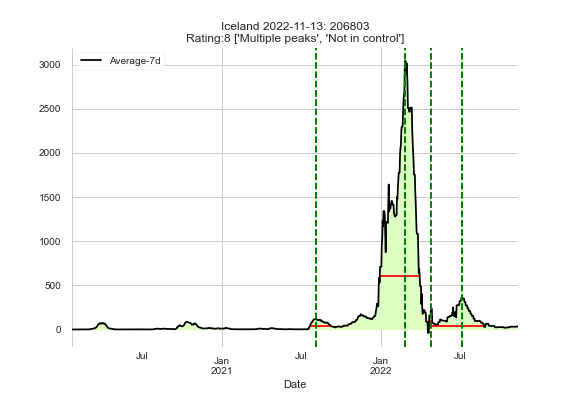 Iceland 2022-11-13: 206803
Rating:8 ['Multiple peaks', 'Not in control']
Average-7d
3000
2500
2000
1500
1000
500
0
Jul
Jan
2021
Jul
Jan
2022
Jul
Date